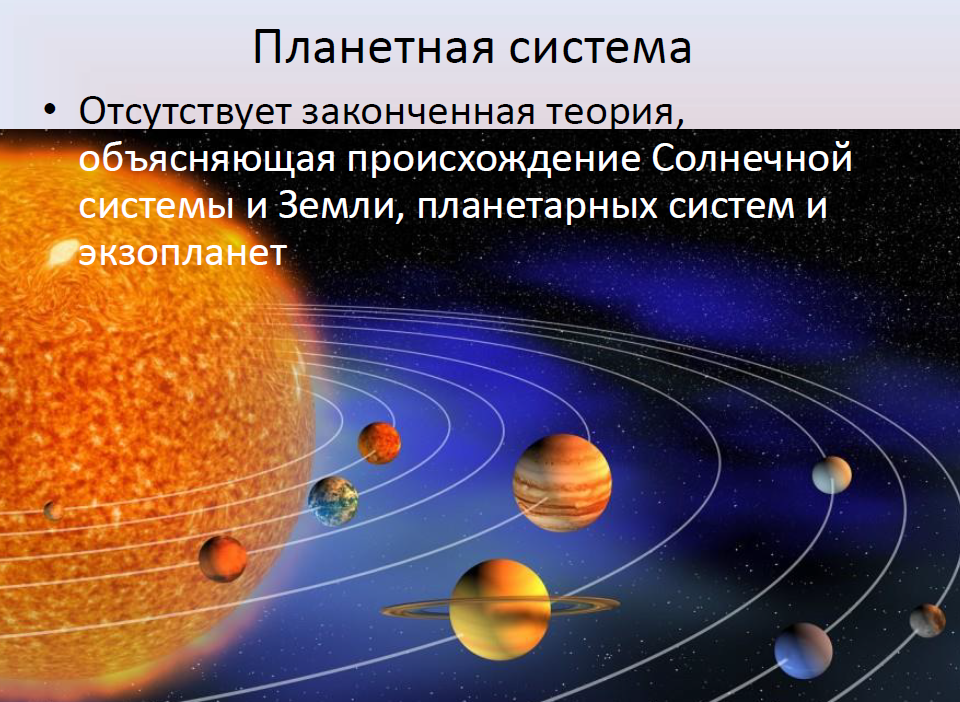 Планетная система
• Отсутствует законченная теория,
объясняющая происхождение Солнечной
системы и Земли, планетарных систем и
экзопланет